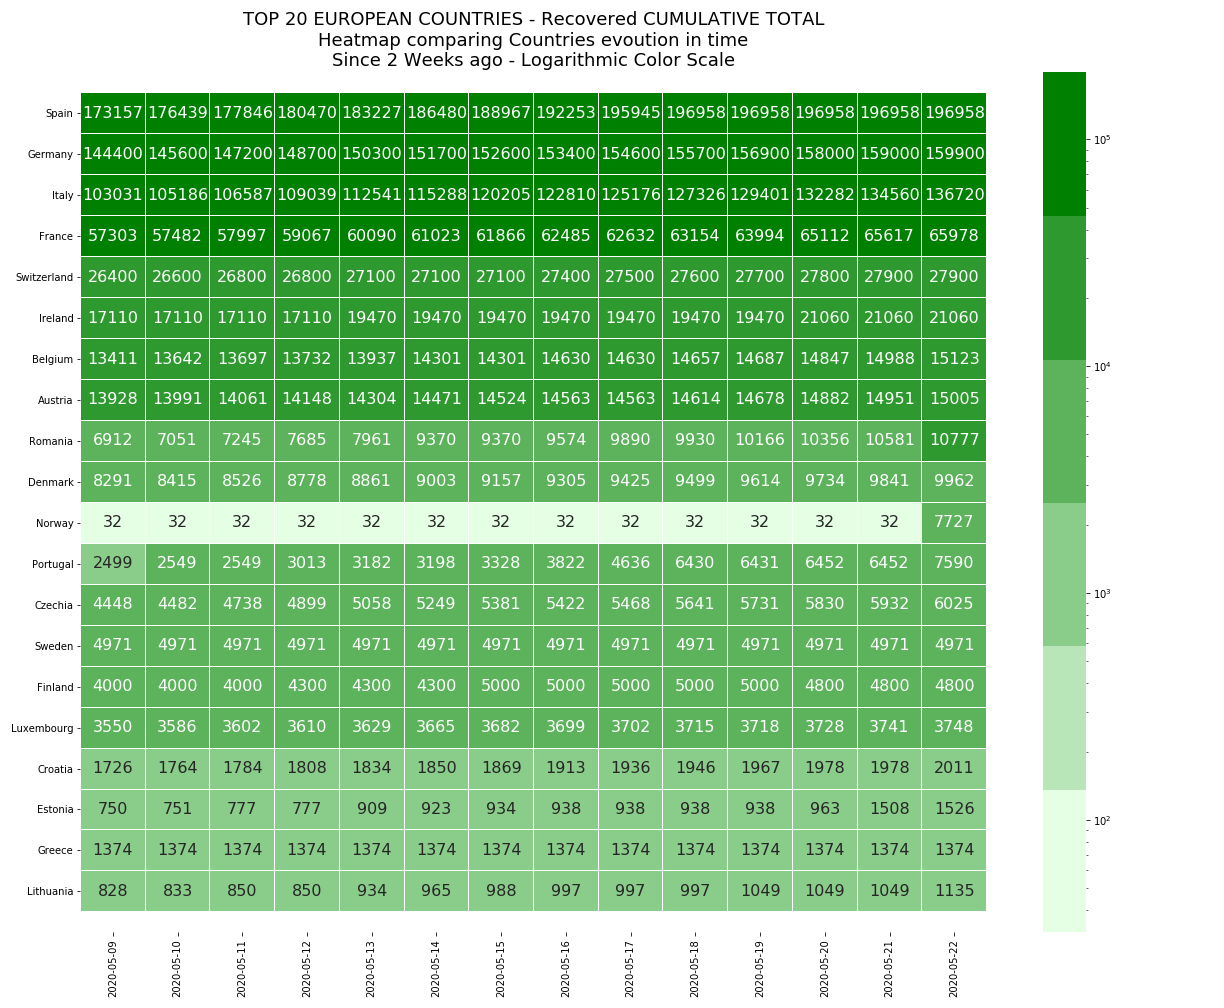 TOP 20 EUROPEAN COUNTRIES - Recovered CUMULATIVE TOTAL
Heatmap comparing Countries evoution in time
Since 2 Weeks ago - Logarithmic Color Scale
Spain 173157 176439 177846 180470 183227 186480 188967 192253 195945 196958 196958 196958 196958 196958
Germany 144400 145600 147200 148700 150300 151700 152600 153400 154600 155700 156900 158000 159000 159900
Italy 103031 105186 106587 109039 112541 115288 120205 122810 125176 127326 129401 132282 134560 136720
France 57303 57482 57997 59067 60090 61023 61866 62485 62632 63154 63994 65112 65617 65978
Switzerland 26400 26600 26800 26800 27100 27100 27100 27400 27500 27600 27700 27800 27900 27900
Ireland 17110 17110 17110 17110 19470 19470 19470 19470 19470 19470 19470 21060 21060 21060
Belgium 13411 13642 13697 13732 13937 14301 14301 14630 14630 14657 14687 14847 14988 15123
Austria 13928 13991 14061 14148 14304 14471 14524 14563 14563 14614 14678 14882 14951 15005
Romania 6912 7051 7245 7685 7961 9370 9370 9574 9890 9930 10166 10356 10581 10777
Denmark 8291 8415 8526 8778 8861 9003 9157 9305 9425 9499 9614 9734 9841 9962
Norway 32 32 32 32 32 32 32 32 32 32 32 32 32 7727
Portugal 2499 2549 2549 3013 3182 3198 3328 3822 4636 6430 6431 6452 6452 7590
Czechia 4448 4482 4738 4899 5058 5249 5381 5422 5468 5641 5731 5830 5932 6025
Sweden 4971 4971 4971 4971 4971 4971 4971 4971 4971 4971 4971 4971 4971 4971
Finland 4000 4000 4000 4300 4300 4300 5000 5000 5000 5000 5000 4800 4800 4800
Luxembourg 3550 3586 3602 3610 3629 3665 3682 3699 3702 3715 3718 3728 3741 3748
Croatia 1726 1764 1784 1808 1834 1850 1869 1913 1936 1946 1967 1978 1978 2011
Estonia 750 751 777 777 909 923 934 938 938 938 938 963 1508 1526
Greece 1374 1374 1374 1374 1374 1374 1374 1374 1374 1374 1374 1374 1374 1374
Lithuania 828 833 850 850 934 965 988 997 997 997 1049 1049 1049 1135
2020-05-09 2020-05-10 2020-05-11 2020-05-12 2020-05-13 2020-05-14 2020-05-15 2020-05-16 2020-05-17 2020-05-18 2020-05-19 2020-05-20 2020-05-21 2020-05-22
10⁵
10⁴
10³
10²